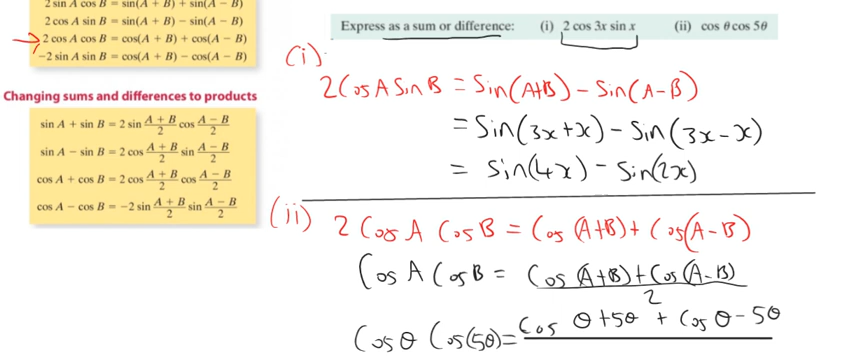 2 sin A cos B = sin(A + B) + sin(A − B)
2 cos A sin B = sin(A + B) − sin(A − B)
2 cos A cos B = cos(A + B) + cos(A − B)
−2 sin A sin B = cos(A + B) − cos(A − B)
Changing sums and differences to products
sin A + sin B = 2 sin (A + B)/2 cos (A − B)/2
sin A − sin B = 2 cos (A + B)/2 sin (A − B)/2
cos A + cos B = 2 cos (A + B)/2 cos (A − B)/2
cos A − cos B = −2 sin (A + B)/2 sin (A − B)/2
Express as a sum or difference: (i) 2 cos 3x sin x (ii) cos θ cos 5θ
(i)
2 Cos A Sin B = Sin(A+B) − Sin(A−B)
= Sin(3x+x) − Sin(3x−x)
= Sin(4x) − Sin(2x)
(ii) 2 Cos A Cos B = Cos (A+B) + Cos(A−B)
Cos A Cos B = Cos (A+B) + Cos (A−B)
2
Cos θ Cos(5θ) = Cos θ+5θ + Cos θ−5θ